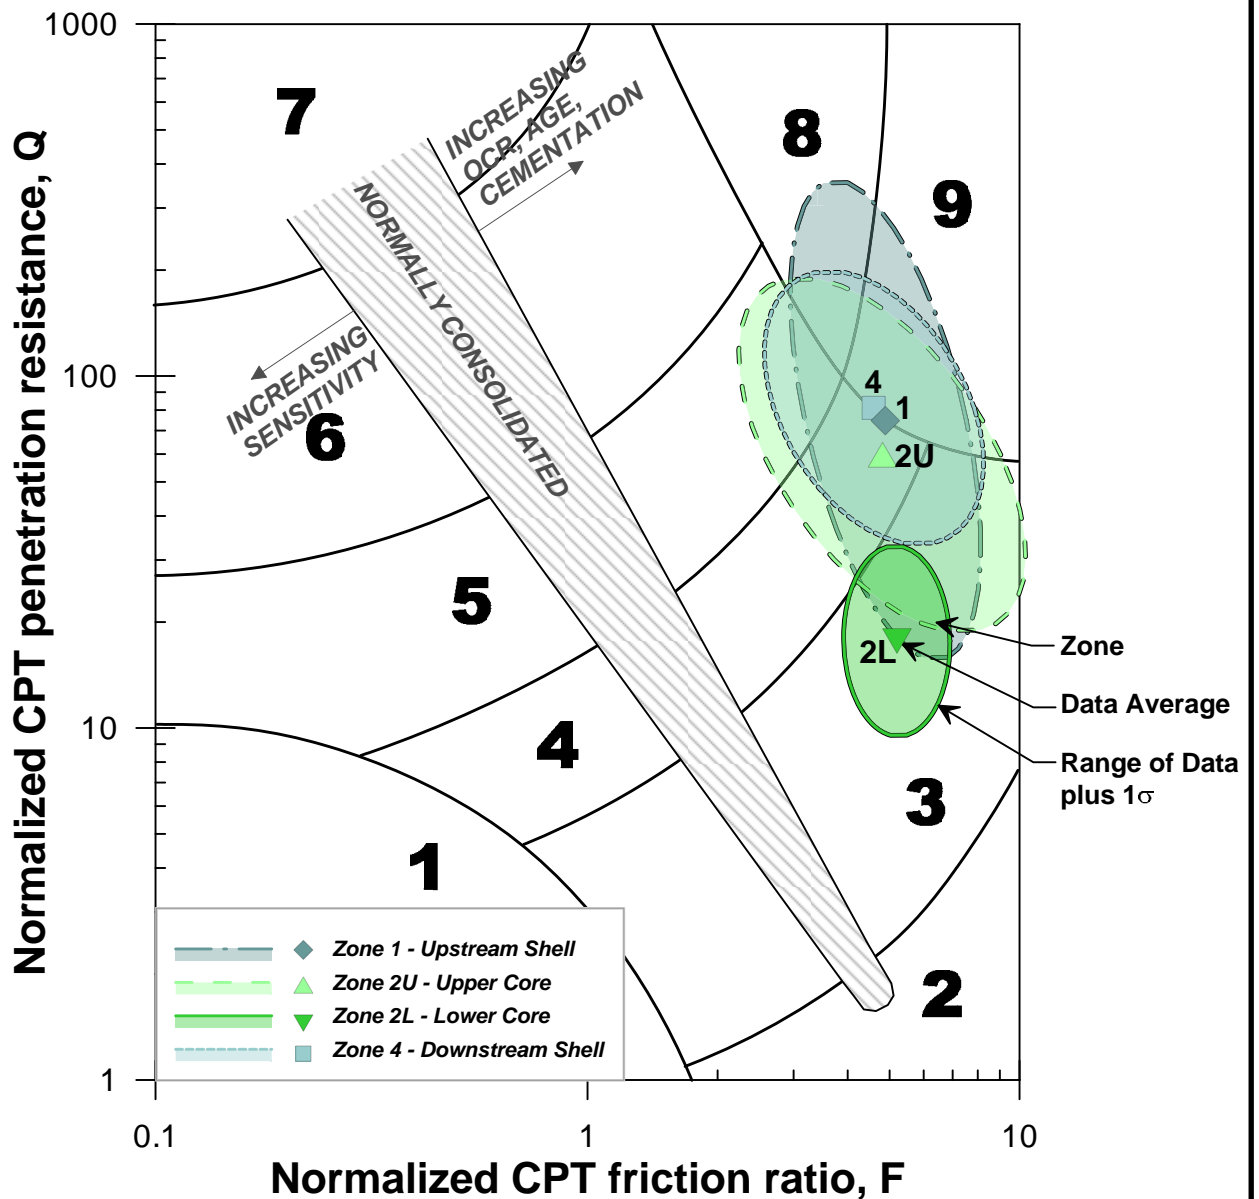 1000
100
10
1
0.1
1
10
Normalized CPT penetration resistance, Q
Normalized CPT friction ratio, F
7
8
9
6
5
4
3
1
2
INCREASING
OCR, AGE,
CEMENTATION
NORMALLY CONSOLIDATED
INCREASING
SENSITIVITY
4
1
2U
2L
Zone
Data Average
Range of Data
plus 1σ
Zone 1 - Upstream Shell
Zone 2U - Upper Core
Zone 2L - Lower Core
Zone 4 - Downstream Shell